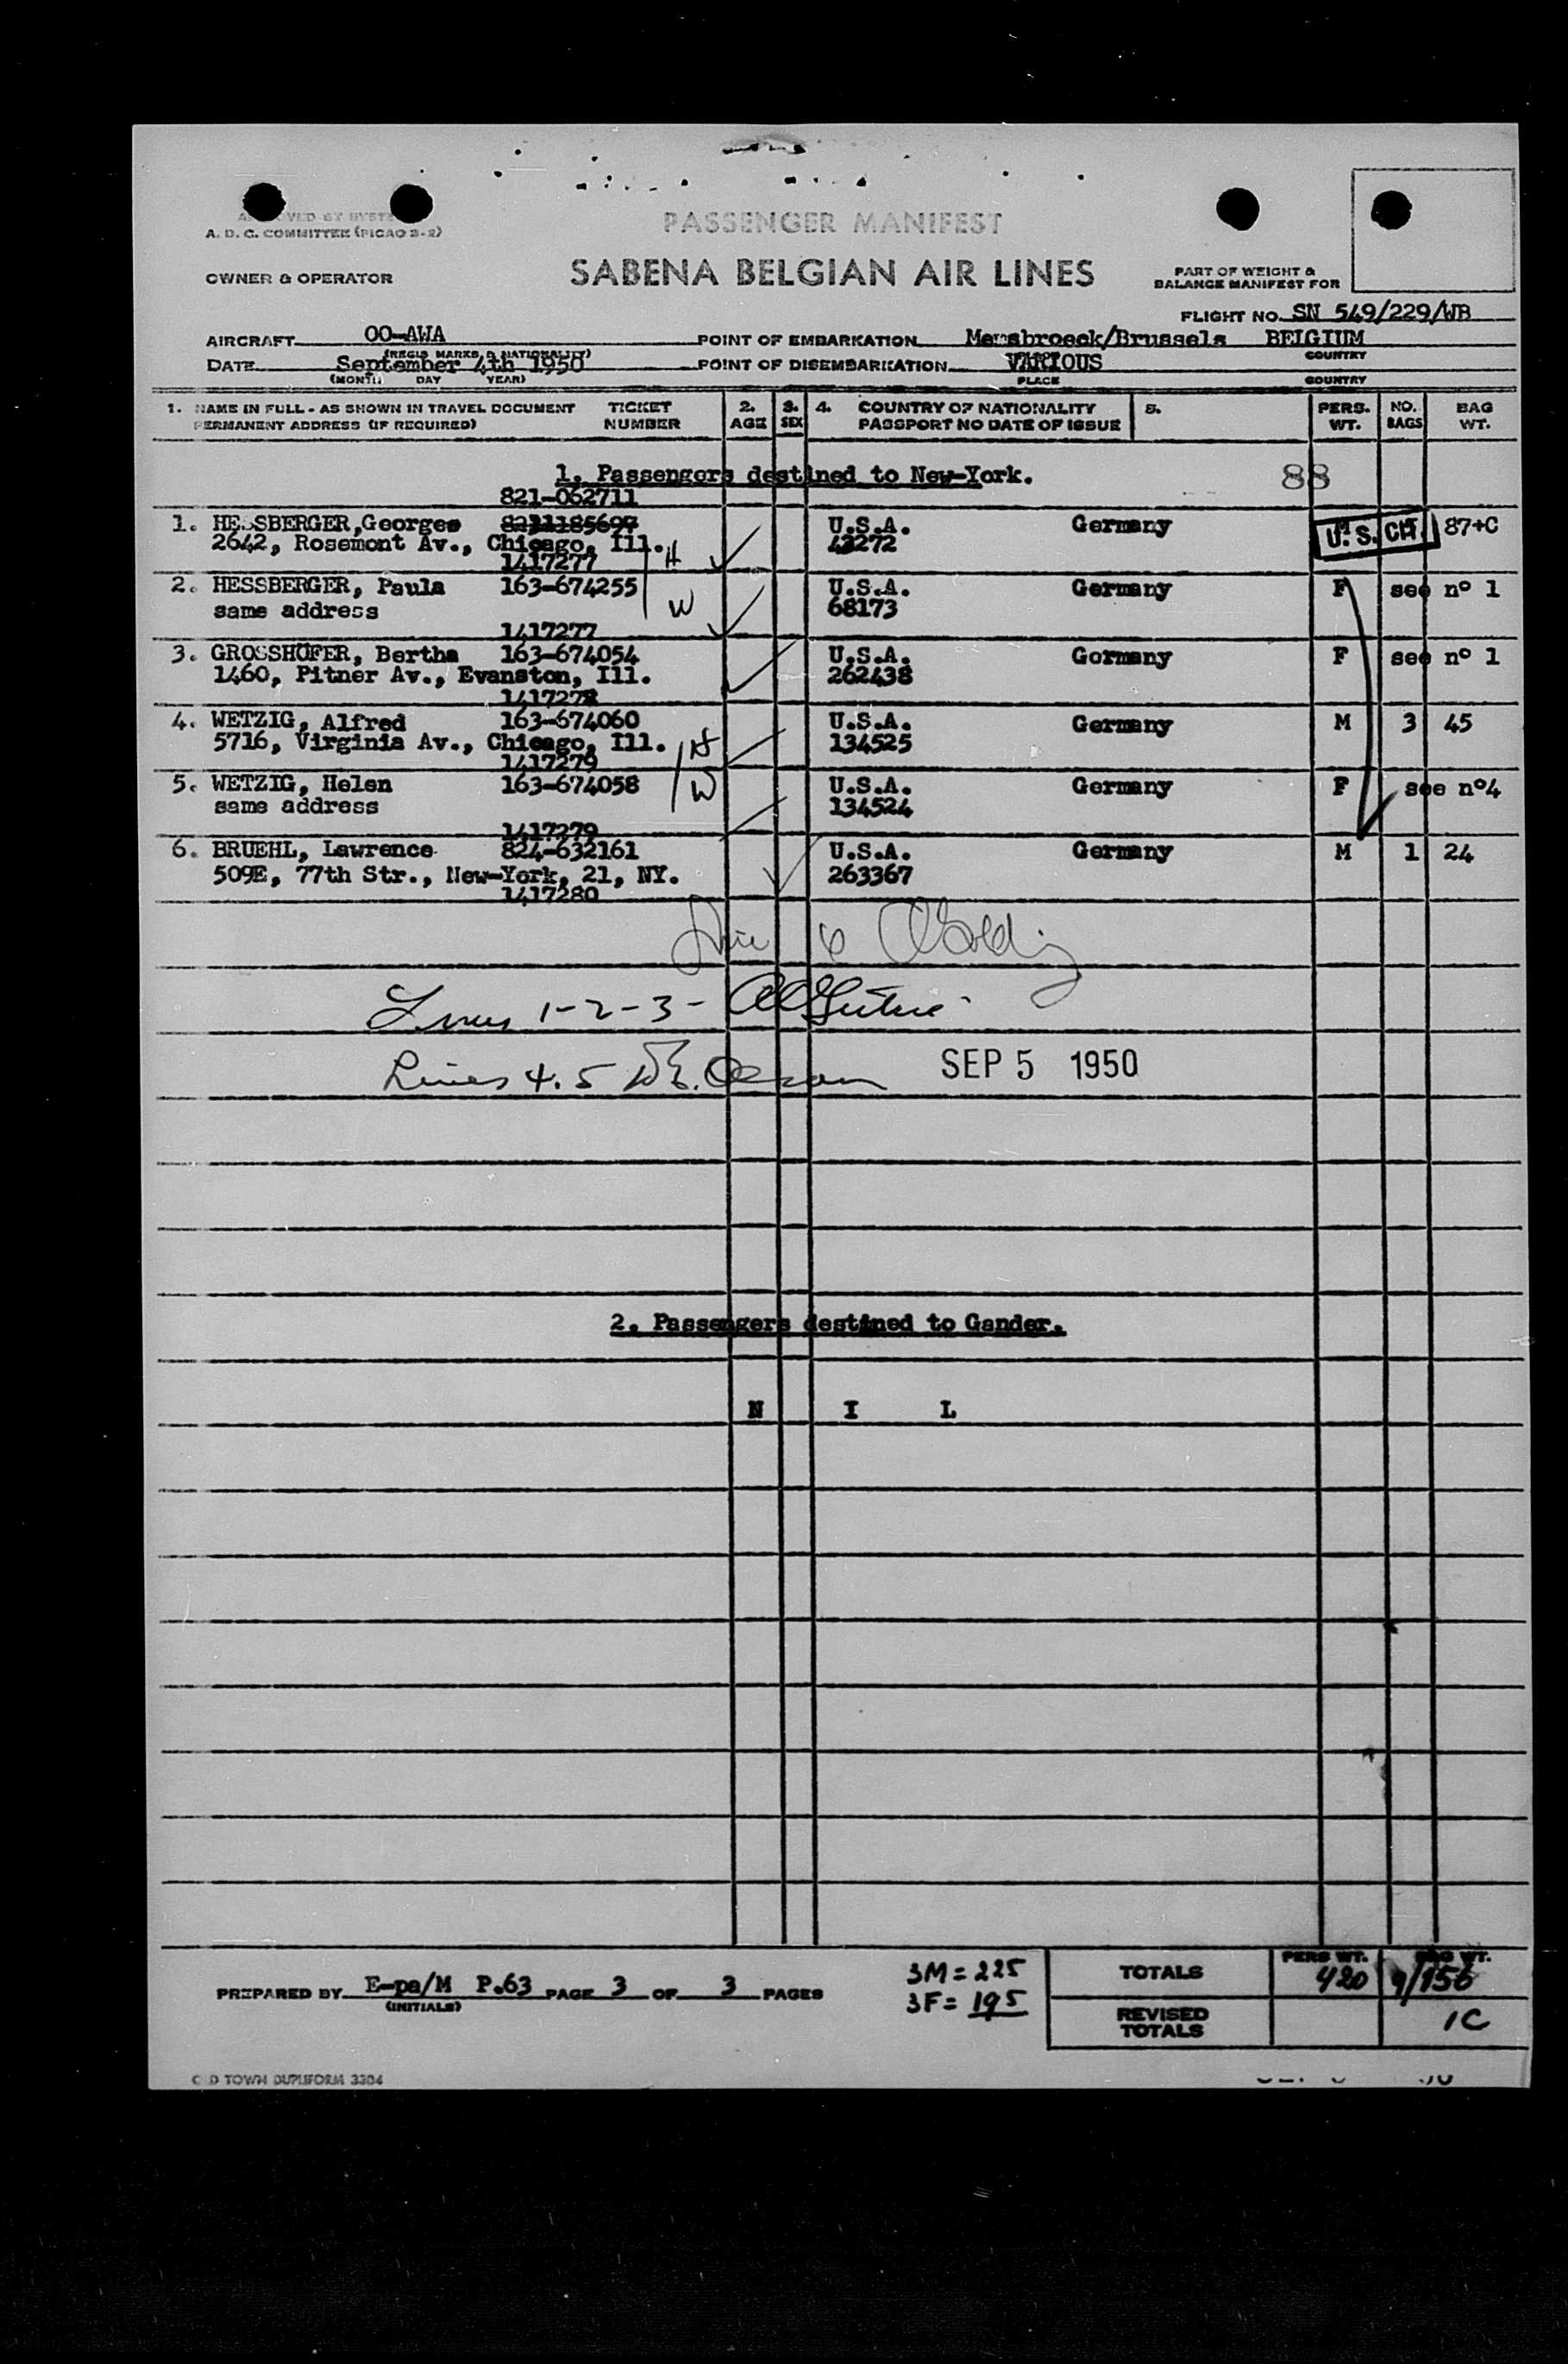 APPROVED BY SYSTE
A. D. C. COMMITTEE (PICAO 3-2)
PASSENGER MANIFEST
OWNER & OPERATOR
SABENA BELGIAN AIR LINES
PART OF WEIGHT &
BALANCE MANIFEST FOR
FLIGHT NO. SN 549/229/WB
AIRCRAFT OO-AWA
(REGIS MARKS & NATIONALITY)
POINT OF EMBARKATION Melsbroeck/Brussels BELGIUM
COUNTRY
DATE September 4th 1950
(MONTH DAY YEAR)
POINT OF DISEMBARKATION VARIOUS
PLACE COUNTRY
1. NAME IN FULL - AS SHOWN IN TRAVEL DOCUMENT TICKET 2. 3. 4. COUNTRY OF NATIONALITY 5. PERS. NO. BAG
PERMANENT ADDRESS (IF REQUIRED) NUMBER AGE SEX PASSPORT NO DATE OF ISSUE WT. BAGS WT.
1. Passengers destined to New-York. 88
821-062711
1. HESSBERGER,Georges U.S.A. Germany U.S. CIT. 87+C
2642, Rosemont Av., Chicago, Ill. H 43272
1417277
2. HESSBERGER, Paula 163-674255 U.S.A. Germany F see nº 1
same address W 68173
1417277
3. GROSSHÜFER, Bertha 163-674054 U.S.A. Germany F see nº 1
1460, Pitner Av., Evanston, Ill. 262438
1417278
4. WETZIG, Alfred 163-674060 U.S.A. Germany M 3 45
5716, Virginia Av., Chicago, Ill. H 134525
1417279
5. WETZIG, Helen 163-674058 U.S.A. Germany F see nº4
same address W 134524
1417279
6. BRUEHL, Lawrence 824-632161 U.S.A. Germany M 1 24
509E, 77th Str., New-York, 21, NY. 263367
1417280
Line 6
Lines 1-2-3-
Lines 4.5 SEP 5 1950
2. Passengers destined to Gander.
N I L
PREPARED BY E-pa/M P.63 PAGE 3 OF 3 PAGES
(INITIALS)
3M = 225
3F = 195
PERS WT. BAG WT.
TOTALS 420 9/156
REVISED
TOTALS 1C
OLD TOWN DUPLIFORM 3304